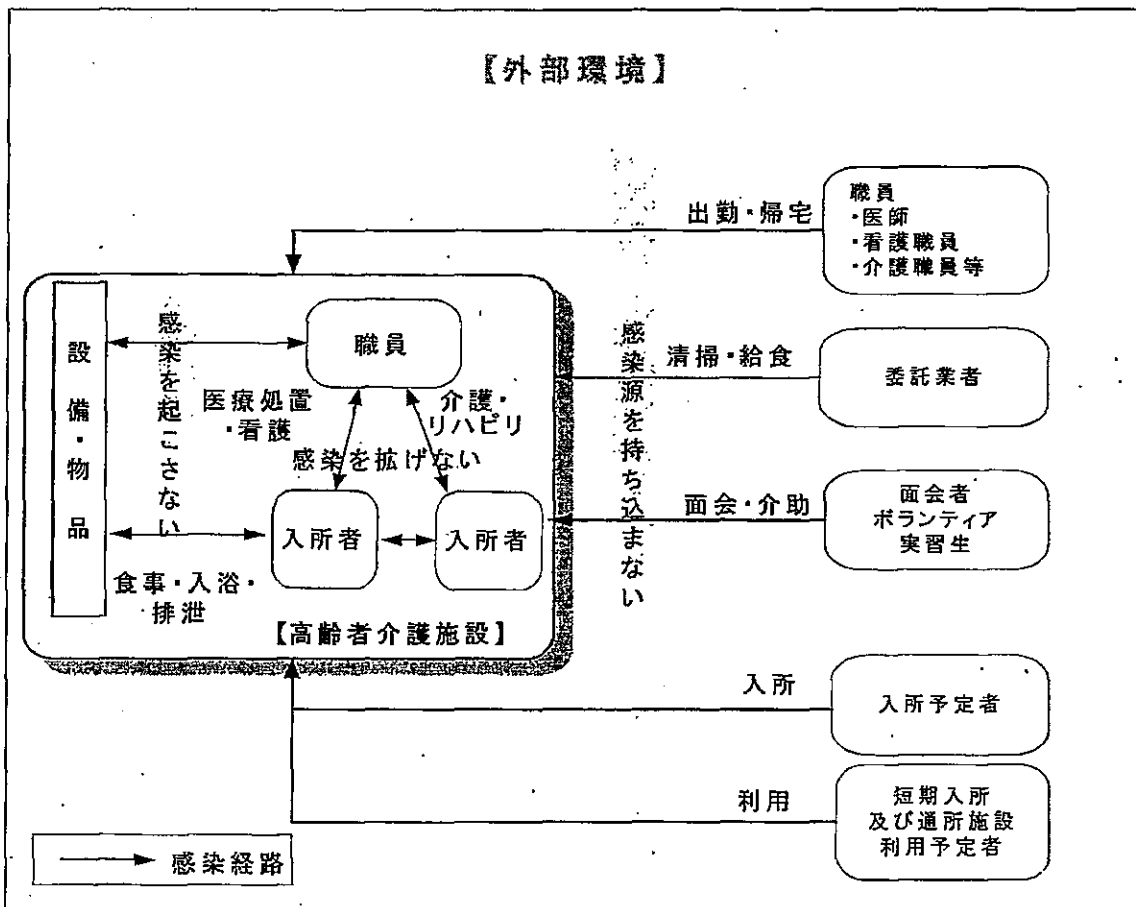 【外部環境】
出勤・帰宅
職員
・医師
・看護職員
・介護職員等
設備・物品
感染を起こさない
職員
医療処置
・看護
介護・
リハビリ
感染を拡げない
入所者
入所者
食事・入浴・
排泄
【高齢者介護施設】
感染源を持ち込まない
清掃・給食
委託業者
面会・介助
面会者
ボランティア
実習生
入所
入所予定者
利用
短期入所
及び通所施設
利用予定者
感染経路